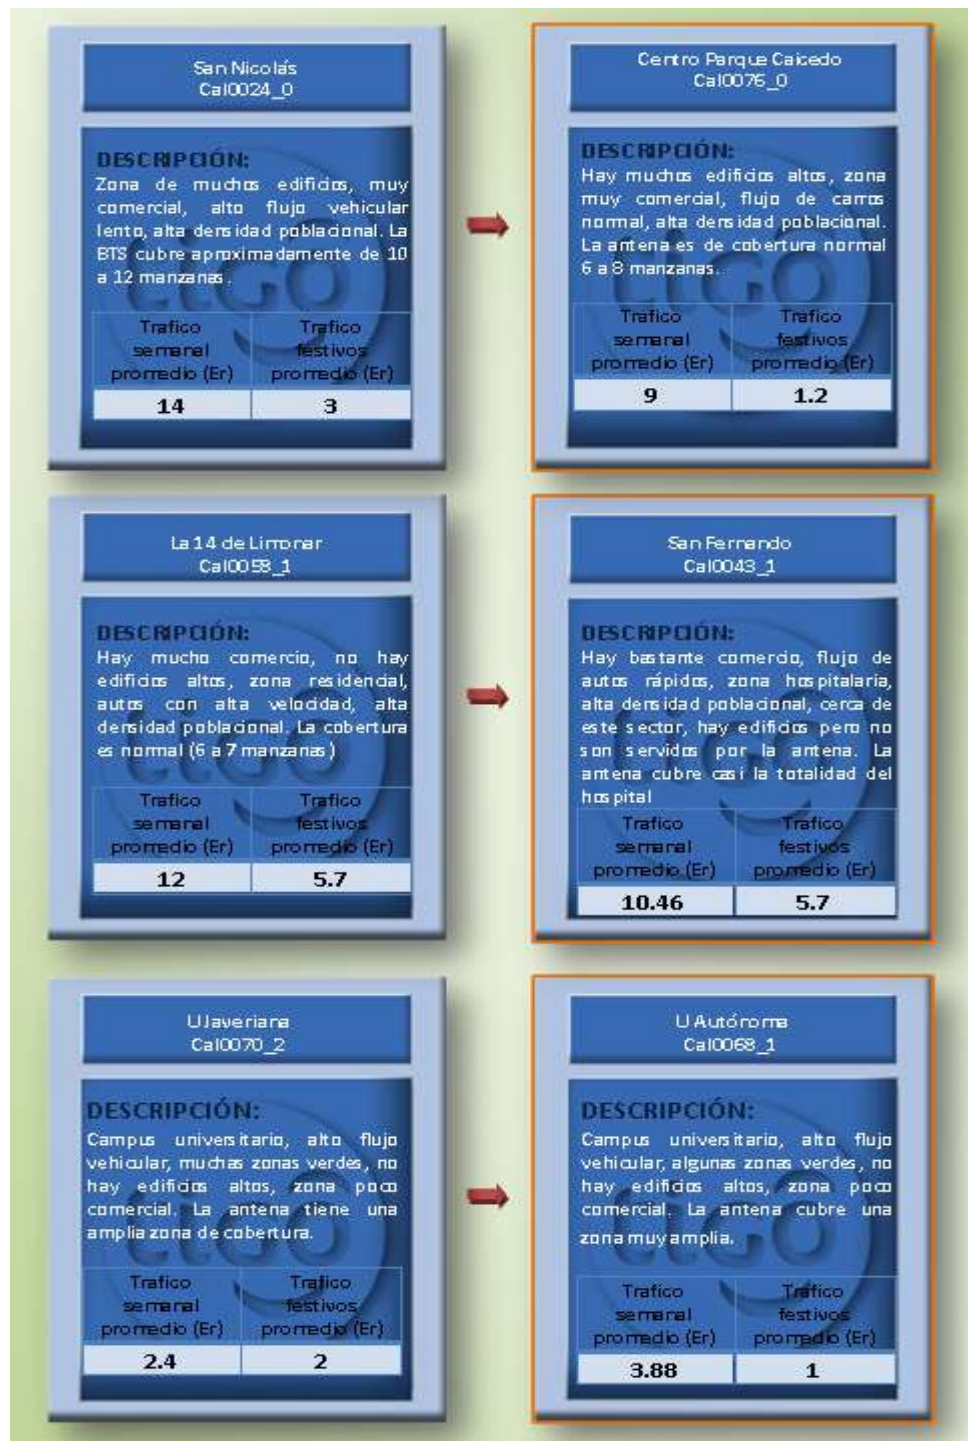 San Nicolás
Cal0024_0
DESCRIPCIÓN:
Zona de muchos edificios, muy
comercial, alto flujo vehicular
lento, alta densidad poblacional. La
BTS cubre aproximadamente de 10
a 12 manzanas.
Trafico
semanal
promedio (Er)
Trafico
festivos
promedio (Er)
14
3
Centro Parque Caicedo
Cal0076_0
DESCRIPCIÓN:
Hay muchos edificios altos, zona
muy comercial, flujo de carros
normal, alta densidad poblacional.
La antena es de cobertura normal
6 a 8 manzanas.
Trafico
semanal
promedio (Er)
Trafico
festivos
promedio (Er)
9
1.2
La 14 de Limonar
Cal0058_1
DESCRIPCIÓN:
Hay mucho comercio, no hay
edificios altos, zona residencial,
autos con alta velocidad, alta
densidad poblacional. La cobertura
es normal (6 a 7 manzanas)
Trafico
semanal
promedio (Er)
Trafico
festivos
promedio (Er)
12
5.7
San Fernando
Cal0043_1
DESCRIPCIÓN:
Hay bastante comercio, flujo de
autos rápidos, zona hospitalaria,
alta densidad poblacional, cerca de
este sector, hay edificios pero no
son servidos por la antena. La
antena cubre casi la totalidad del
hospital
Trafico
semanal
promedio (Er)
Trafico
festivos
promedio (Er)
10.46
5.7
U Javeriana
Cal0070_2
DESCRIPCIÓN:
Campus universitario, alto flujo
vehicular, muchas zonas verdes, no
hay edificios altos, zona poco
comercial. La antena tiene una
amplia zona de cobertura.
Trafico
semanal
promedio (Er)
Trafico
festivos
promedio (Er)
2.4
2
U Autónoma
Cal0068_1
DESCRIPCIÓN:
Campus universitario, alto flujo
vehicular, algunas zonas verdes, no
hay edificios altos, zona poco
comercial. La antena cubre una
zona muy amplia.
Trafico
semanal
promedio (Er)
Trafico
festivos
promedio (Er)
3.88
1